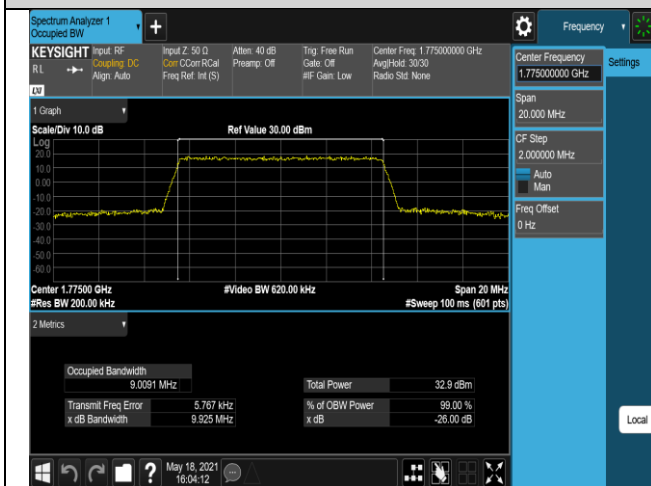 Spectrum Analyzer 1
Occupied BW
Frequency
KEYSIGHT Input: RF Input Z: 50 Ω Atten: 40 dB Trig: Free Run Center Freq: 1.775000000 GHz
RL Coupling: DC Corr CCorr RCal Preamp: Off Gate: Off Avg|Hold: 30/30
Align: Auto Freq Ref: Int (S) #IF Gain: Low Radio Std: None
LXI
Center Frequency
1.775000000 GHz
Settings
Span
20.000 MHz
CF Step
2.000000 MHz
Auto
Man
Freq Offset
0 Hz
1 Graph
Scale/Div 10.0 dB Ref Value 30.00 dBm
Log
20.0
10.0
0.00
-10.0
-20.0
-30.0
-40.0
-50.0
-60.0
Center 1.77500 GHz #Video BW 620.00 kHz Span 20 MHz
#Res BW 200.00 kHz #Sweep 100 ms (601 pts)
2 Metrics
Occupied Bandwidth
9.0091 MHz Total Power 32.9 dBm
Transmit Freq Error 5.767 kHz % of OBW Power 99.00 %
x dB Bandwidth 9.925 MHz x dB -26.00 dB
Local
May 18, 2021
16:04:12